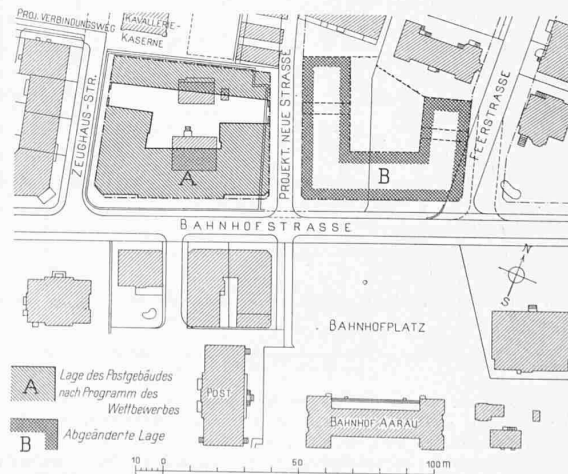 PROJ. VERBINDUNGSWEG
KAVALLERIE-
KASERNE
ZEUGHAUS-STR.
PROJEKT. NEUE STRASSE
FEERSTRASSE
A
B
BAHNHOFSTRASSE
N
S
BAHNHOFPLATZ
A
Lage des Postgebäudes
nach Programm des
Wettbewerbes
POST
BAHNHOF AARAU
B
Abgeänderte Lage
10 0 50 100 m